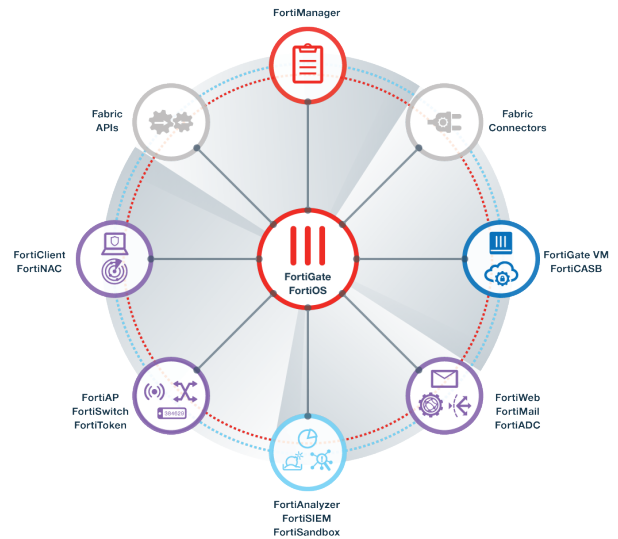 FortiManager
Fabric
APIs
Fabric
Connectors
FortiClient
FortiNAC
FortiGate
FortiOS
FortiGate VM
FortiCASB
FortiAP
FortiSwitch
FortiToken
384629
FortiWeb
FortiMail
FortiADC
FortiAnalyzer
FortiSIEM
FortiSandbox